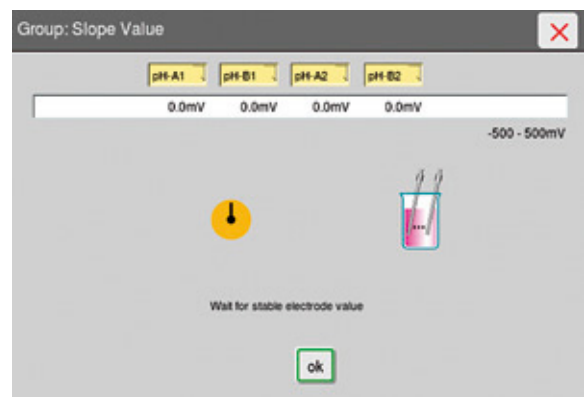 Group: Slope Value
pH-A1 pH-B1 pH-A2 pH-B2
0.0mV 0.0mV 0.0mV 0.0mV
-500 - 500mV
...
Wait for stable electrode value
ok